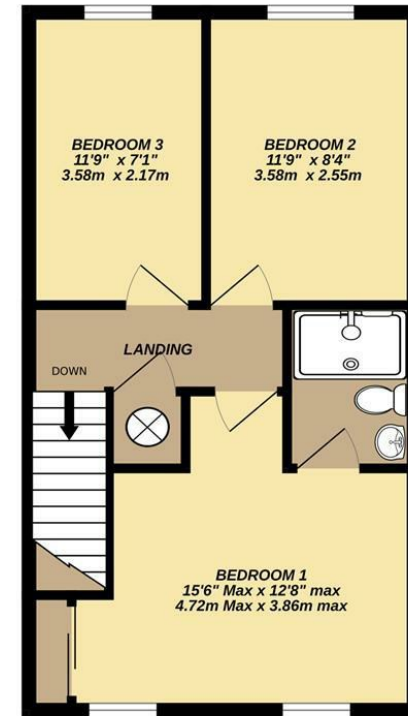 BEDROOM 3
11'9" x 7'1"
3.58m x 2.17m
BEDROOM 2
11'9" x 8'4"
3.58m x 2.55m
LANDING
DOWN
BEDROOM 1
15'6" Max x 12'8" max
4.72m Max x 3.86m max